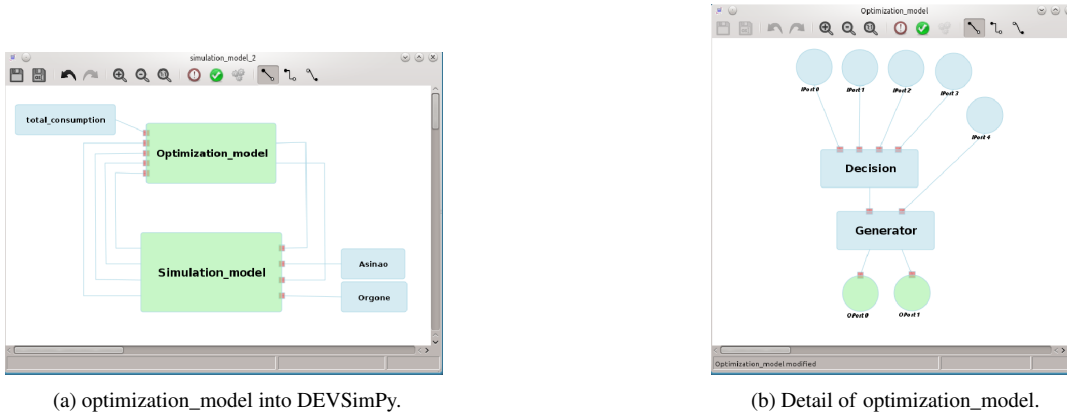 simulation_model_2
total_consumption
Optimization_model
Simulation_model
Asinao
Orgone
(a) optimization_model into DEVSimPy.
Optimization_model
IPort 0
IPort 1
IPort 2
IPort 3
IPort 4
Decision
Generator
OPort 0
OPort 1
Optimization_model modified
(b) Detail of optimization_model.